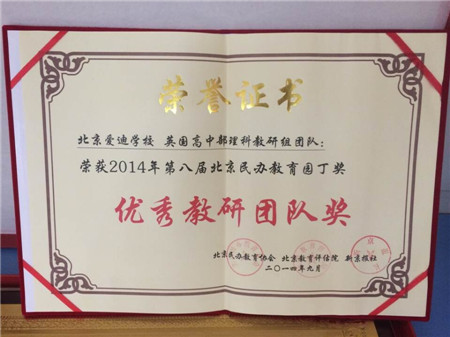 荣誉证书
北京爱迪学校 英国高中部理科教研组团队：
荣获2014年第八届北京民办教育园丁奖
优秀教研团队奖
北京民办教育协会 北京教育评估院 新京报社
二〇一四年九月